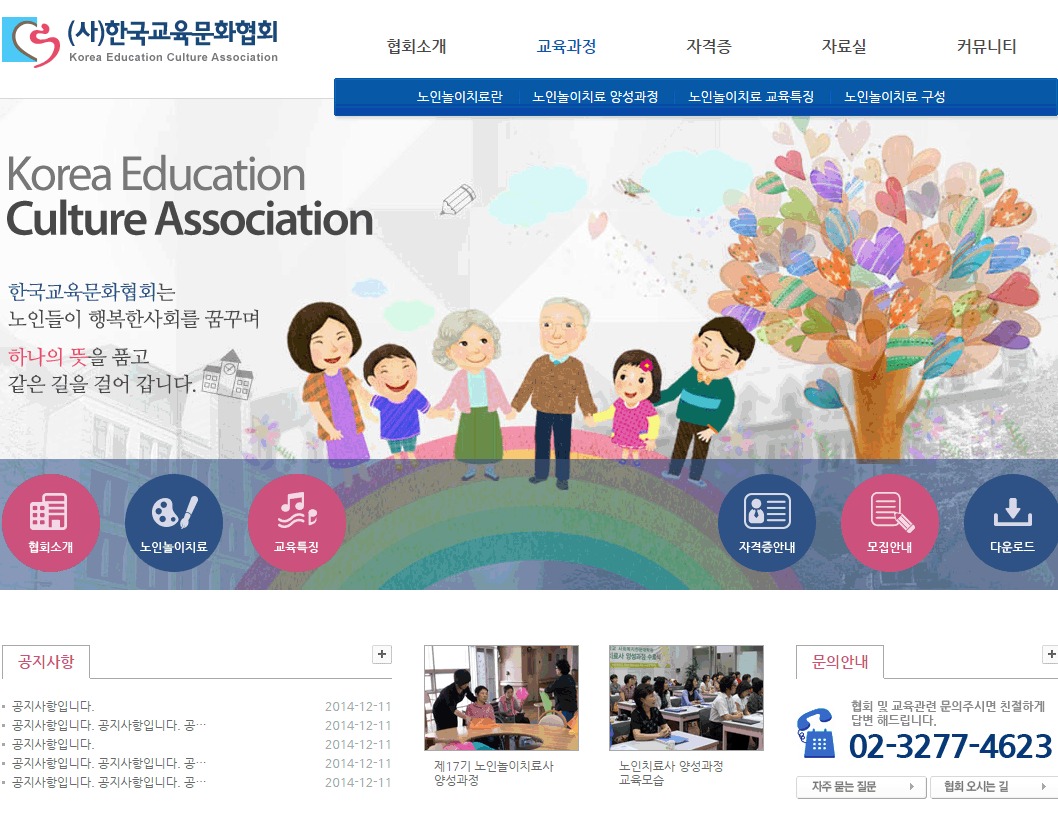 (사)한국교육문화협회
Korea Education Culture Association
협회소개 교육과정 자격증 자료실 커뮤니티
노인놀이치료란 노인놀이치료 양성과정 노인놀이치료 교육특징 노인놀이치료 구성
Korea Education
Culture Association
한국교육문화협회는
노인들이 행복한사회를 꿈꾸며
하나의 뜻을 품고
같은 길을 걸어 갑니다.
협회소개 노인놀이치료 교육특징 자격증안내 모집안내 다운로드
공지사항
공지사항입니다. 2014-12-11
공지사항입니다. 공지사항입니다. 공… 2014-12-11
공지사항입니다. 2014-12-11
공지사항입니다. 공지사항입니다. 공… 2014-12-11
공지사항입니다. 공지사항입니다. 공… 2014-12-11
제17기 노인놀이치료사
양성과정
노인치료사 양성과정
교육모습
문의안내
협회 및 교육관련 문의주시면 친절하게
답변 해드립니다.
02-3277-4623
자주 묻는 질문 협회 오시는 길